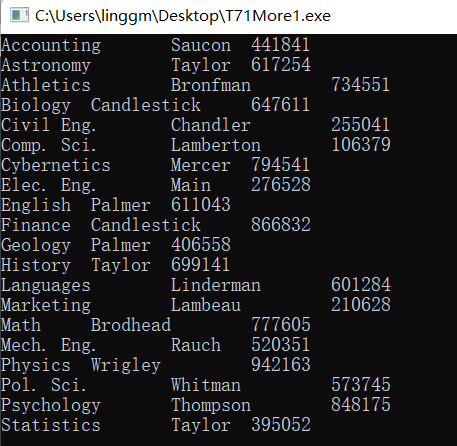 C:\Users\linggm\Desktop\T71More1.exe
Accounting Saucon 441841
Astronomy Taylor 617254
Athletics Bronfman 734551
Biology Candlestick 647611
Civil Eng. Chandler 255041
Comp. Sci. Lamberton 106379
Cybernetics Mercer 794541
Elec. Eng. Main 276528
English Palmer 611043
Finance Candlestick 866832
Geology Palmer 406558
History Taylor 699141
Languages Linderman 601284
Marketing Lambeau 210628
Math Brodhead 777605
Mech. Eng. Rauch 520351
Physics Wrigley 942163
Pol. Sci. Whitman 573745
Psychology Thompson 848175
Statistics Taylor 395052